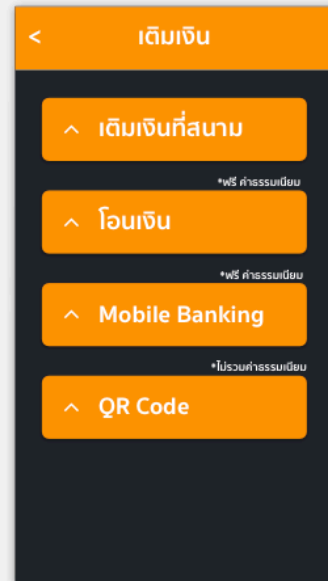 < เติมเงิน
^ เติมเงินที่สนาม
*ฟรี ค่าธรรมเนียม
^ โอนเงิน
*ฟรี ค่าธรรมเนียม
^ Mobile Banking
*ไม่รวมค่าธรรมเนียม
^ QR Code